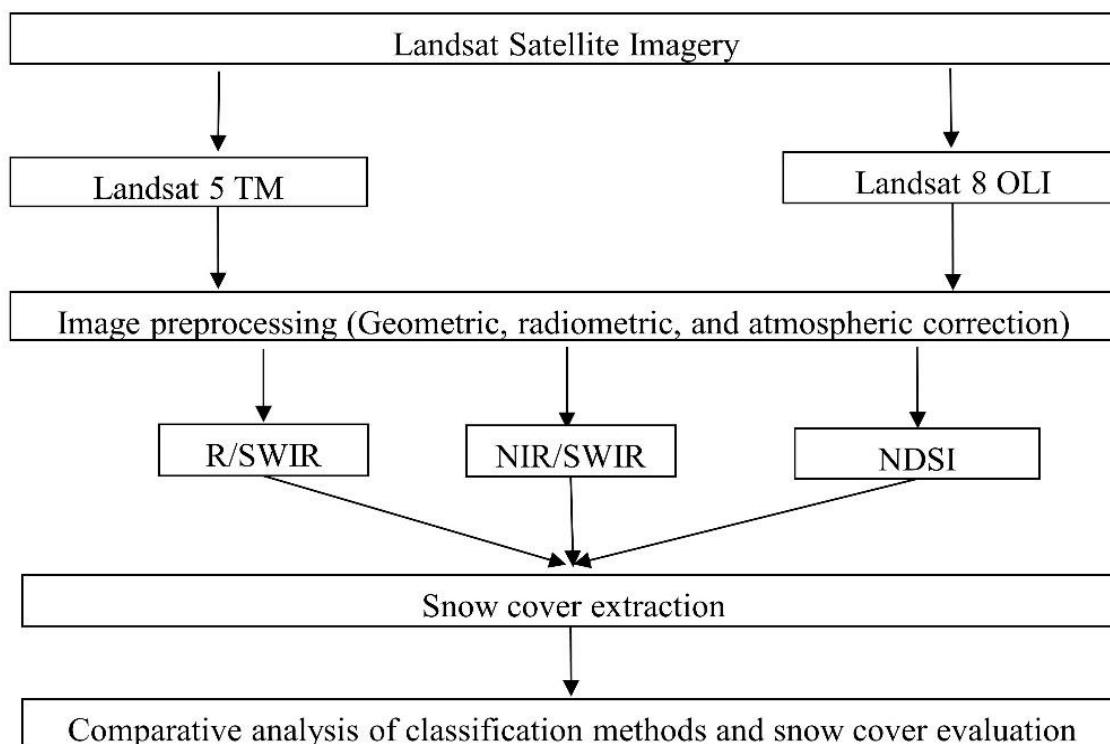 Landsat Satellite Imagery
Landsat 5 TM
Landsat 8 OLI
Image preprocessing (Geometric, radiometric, and atmospheric correction)
R/SWIR
NIR/SWIR
NDSI
Snow cover extraction
Comparative analysis of classification methods and snow cover evaluation